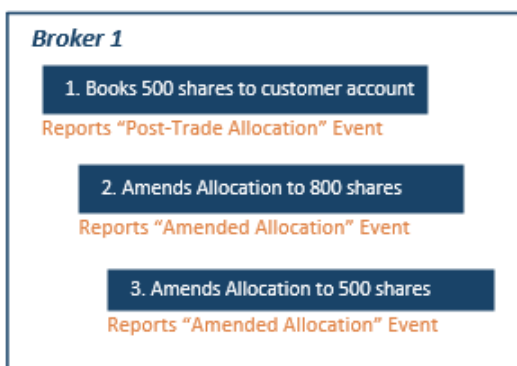 Broker 1
1. Books 500 shares to customer account
Reports “Post-Trade Allocation” Event
2. Amends Allocation to 800 shares
Reports “Amended Allocation” Event
3. Amends Allocation to 500 shares
Reports “Amended Allocation” Event